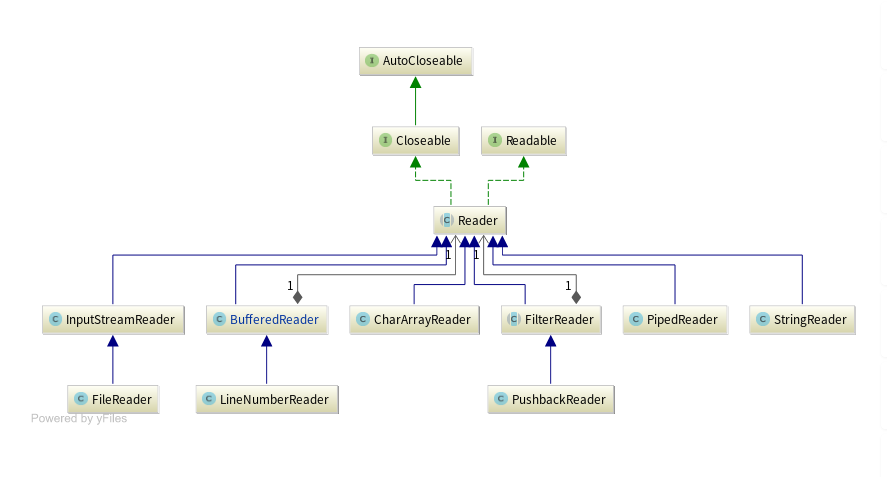 AutoCloseable
I Closeable
I Readable
C Reader
1
1
1
1
C InputStreamReader
C BufferedReader
C CharArrayReader
C FilterReader
C PipedReader
C StringReader
C FileReader
C LineNumberReader
C PushbackReader
Powered by yFiles